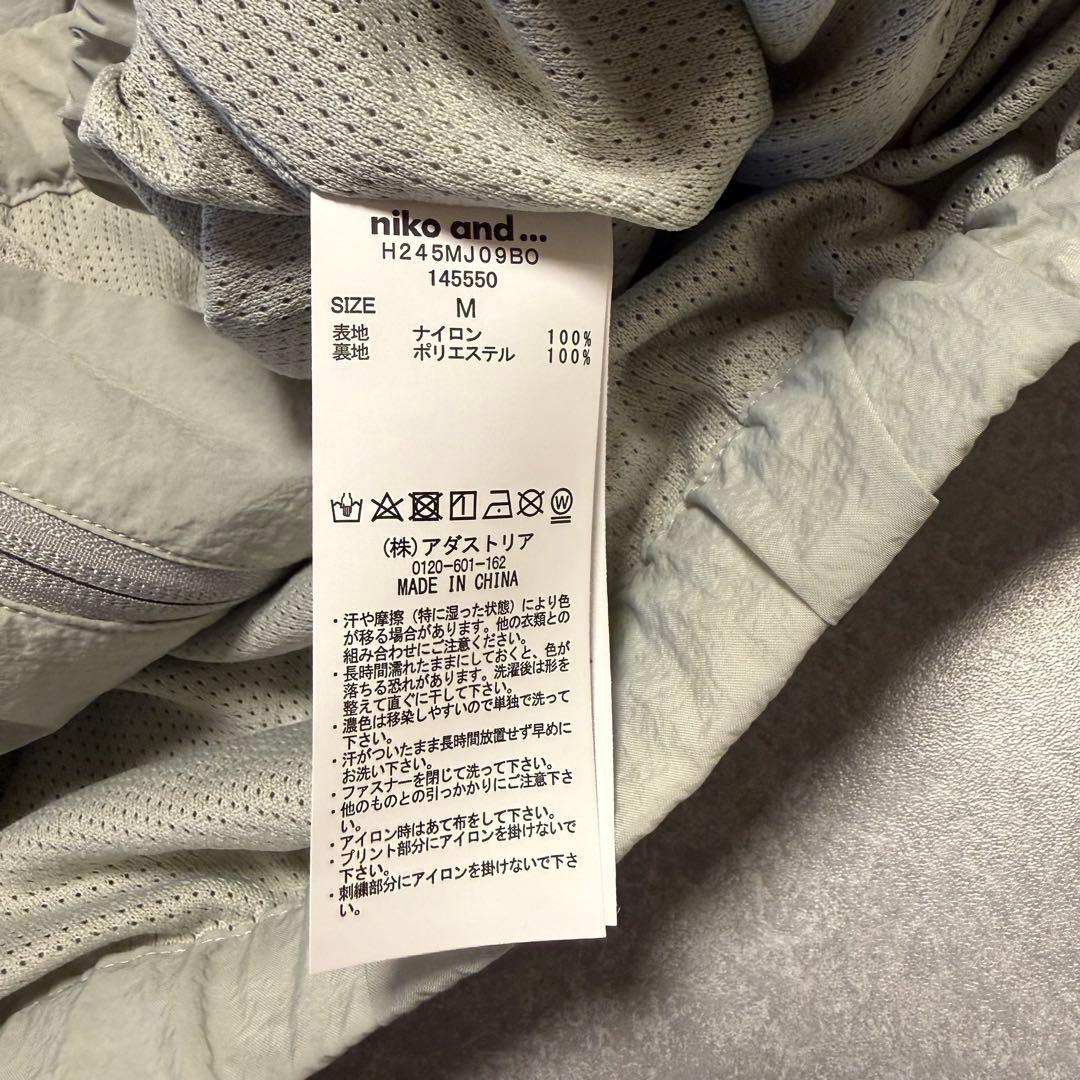 niko and...
H245MJ09BO
145550
SIZE M
表地 ナイロン 100%
裏地 ポリエステル 100%
W
(株)アダストリア
0120-601-162
MADE IN CHINA
・汗や摩擦(特に湿った状態)により色
が移る場合があります。他の衣類との
組み合わせにご注意ください。
・長時間濡れたままにしておくと、色が
落ちる恐れがあります。洗濯後は形を
整えて直ぐに干して下さい。
・濃色は移染しやすいので単独で洗って
下さい。
・汗がついたまま長時間放置せず早めに
お洗い下さい。
・ファスナーを閉じて洗って下さい。
・他のものとの引っかかりにご注意下さ
い。
・アイロン時はあて布をして下さい。
・プリント部分にアイロンを掛けないで
下さい。
・刺繍部分にアイロンを掛けないで下さ
い。